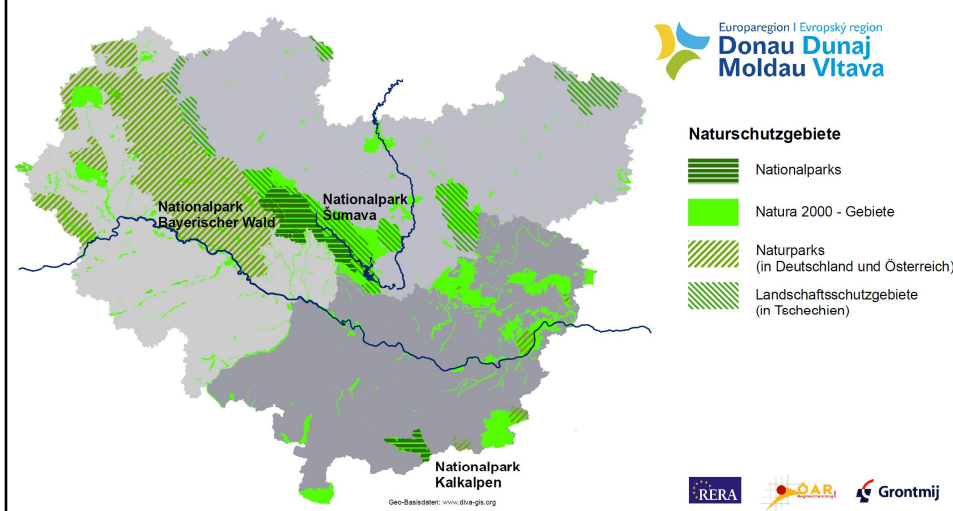 Europaregion I Evropský region
Donau Dunaj
Moldau Vltava
Naturschutzgebiete
Nationalparks
Natura 2000 - Gebiete
Naturparks
(in Deutschland und Österreich)
Landschaftsschutzgebiete
(in Tschechien)
Nationalpark
Bayerischer Wald
Nationalpark
Šumava
Nationalpark
Kalkalpen
Geo-Basisdaten: www.diva-gis.org
RERA
ÖAR
Grontmij